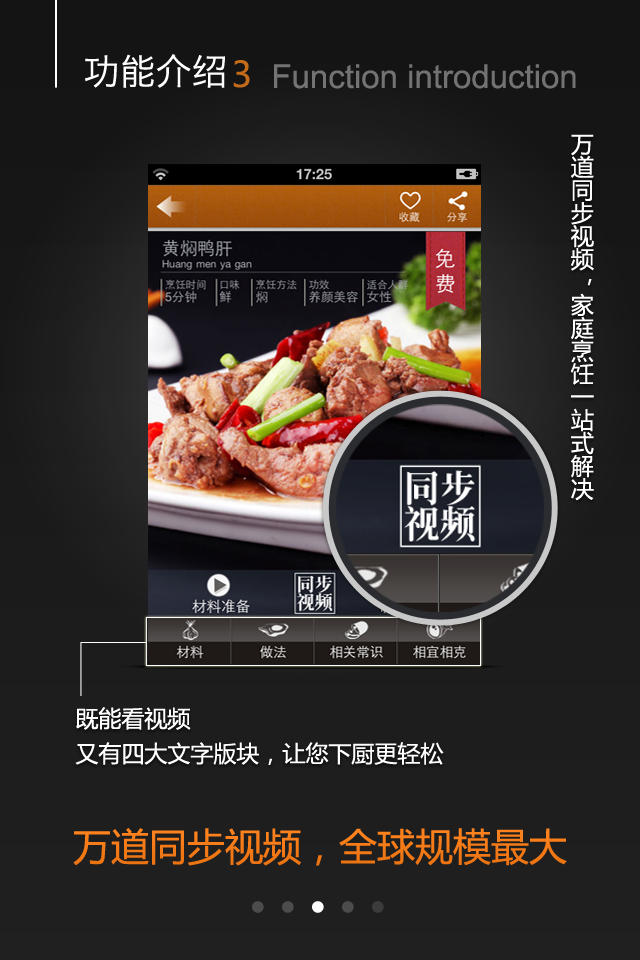 功能介绍3 Function introduction
万道同步视频，家庭烹饪一站式解决
17:25
收藏
分享
黄焖鸭肝
Huang men ya gan
免费
烹饪时间
5分钟
口味
鲜
烹饪方法
焖
功效
养颜美容
适合人群
女性
同步
视频
材料准备
同步
视频
材料
做法
相关常识
相宜相克
既能看视频
又有四大文字版块，让您下厨更轻松
万道同步视频，全球规模最大